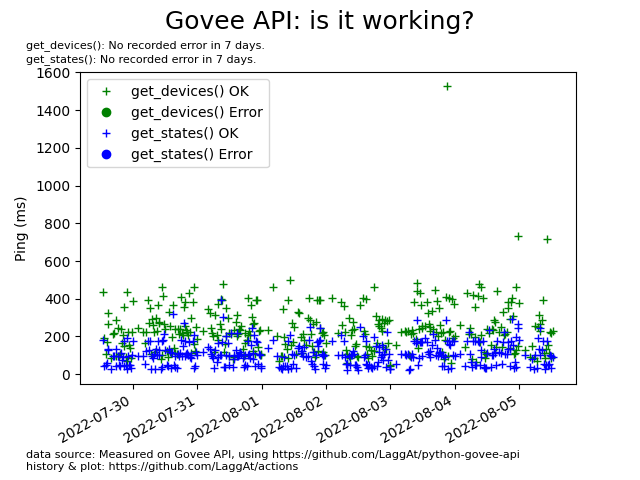 Govee API: is it working?
get_devices(): No recorded error in 7 days.
get_states(): No recorded error in 7 days.
1600
1400
1200
1000
800
600
400
200
0
Ping (ms)
get_devices() OK
get_devices() Error
get_states() OK
get_states() Error
2022-07-30
2022-07-31
2022-08-01
2022-08-02
2022-08-03
2022-08-04
2022-08-05
data source: Measured on Govee API, using https://github.com/LaggAt/python-govee-api
history & plot: https://github.com/LaggAt/actions